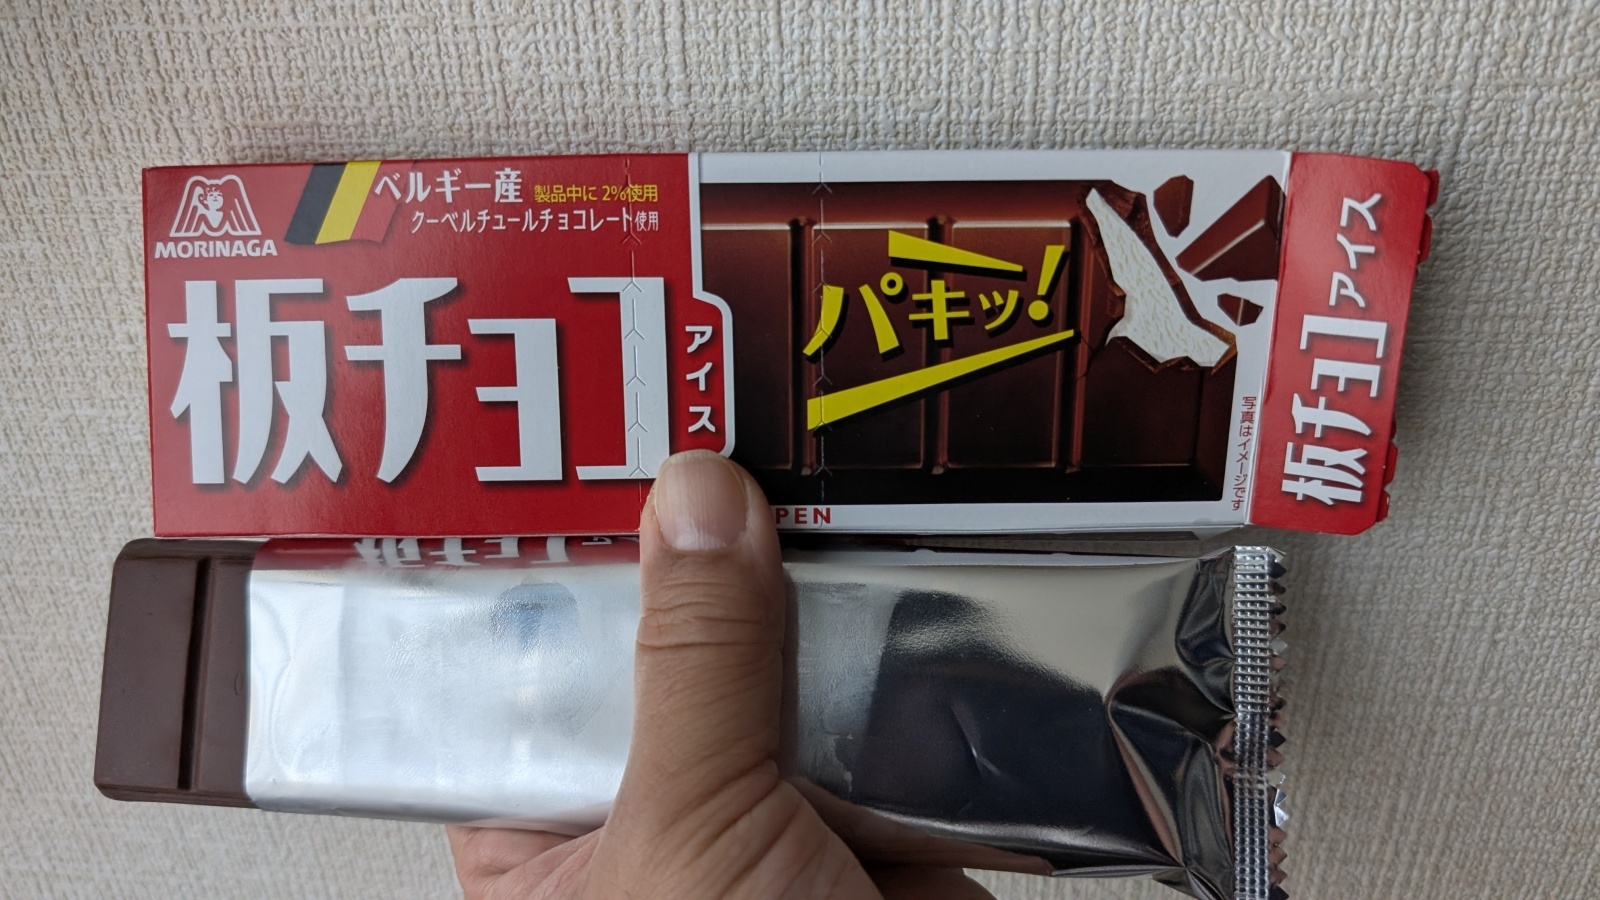 MORINAGA
ベルギー産 製品中に 2%使用
クーベルチュールチョコレート使用
板チョコ
アイス
パキッ!
写真はイメージです
PEN
板チョコアイス